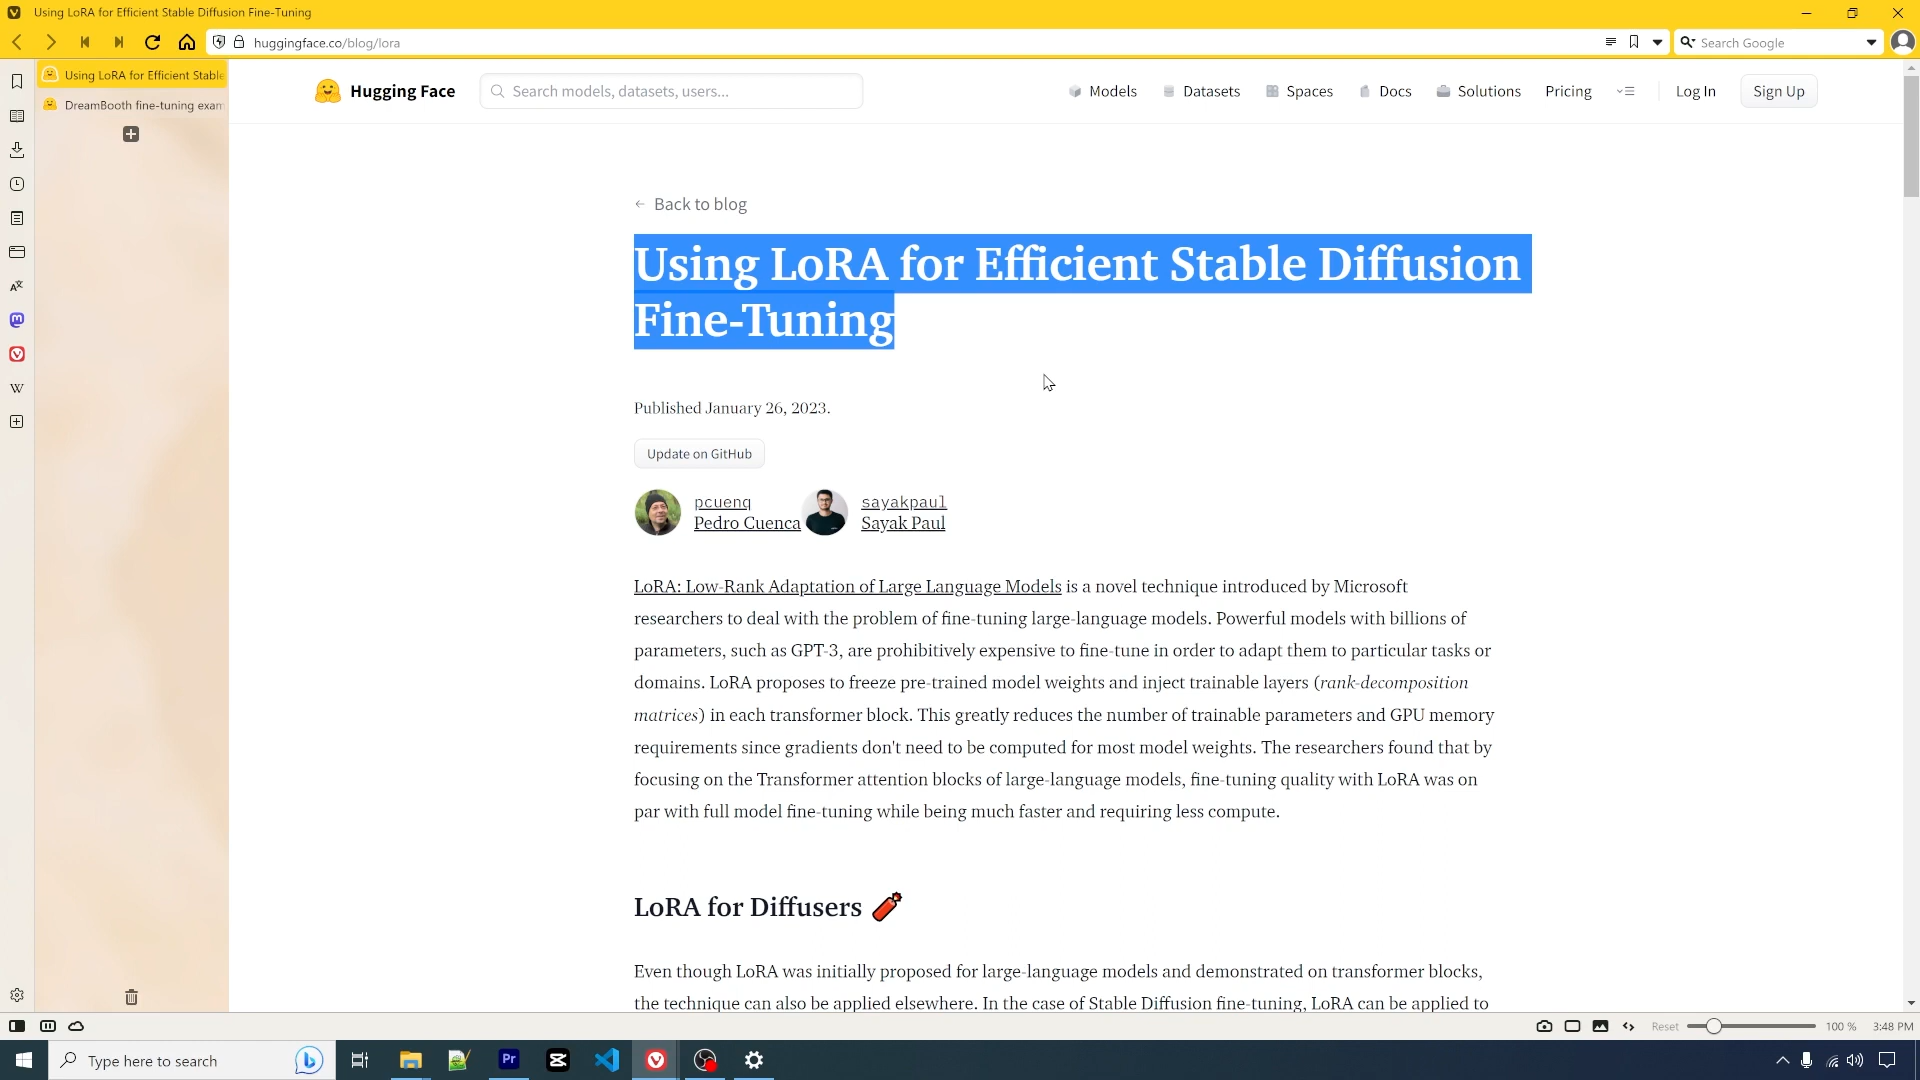 Using LoRA for Efficient Stable Diffusion Fine-Tuning
huggingface.co/blog/lora
Search Google
Using LoRA for Efficient Stable
DreamBooth fine-tuning exam
Hugging Face
Search models, datasets, users...
Models
Datasets
Spaces
Docs
Solutions
Pricing
Log In
Sign Up
← Back to blog
Using LoRA for Efficient Stable Diffusion
Fine-Tuning
Published January 26, 2023.
Update on GitHub
pcuenq
Pedro Cuenca
sayakpaul
Sayak Paul
LoRA: Low-Rank Adaptation of Large Language Models is a novel technique introduced by Microsoft
researchers to deal with the problem of fine-tuning large-language models. Powerful models with billions of
parameters, such as GPT-3, are prohibitively expensive to fine-tune in order to adapt them to particular tasks or
domains. LoRA proposes to freeze pre-trained model weights and inject trainable layers (rank-decomposition
matrices) in each transformer block. This greatly reduces the number of trainable parameters and GPU memory
requirements since gradients don't need to be computed for most model weights. The researchers found that by
focusing on the Transformer attention blocks of large-language models, fine-tuning quality with LoRA was on
par with full model fine-tuning while being much faster and requiring less compute.
LoRA for Diffusers 🧨
Even though LoRA was initially proposed for large-language models and demonstrated on transformer blocks,
the technique can also be applied elsewhere. In the case of Stable Diffusion fine-tuning, LoRA can be applied to
Reset
100 %
3:48 PM
Type here to search
Pr